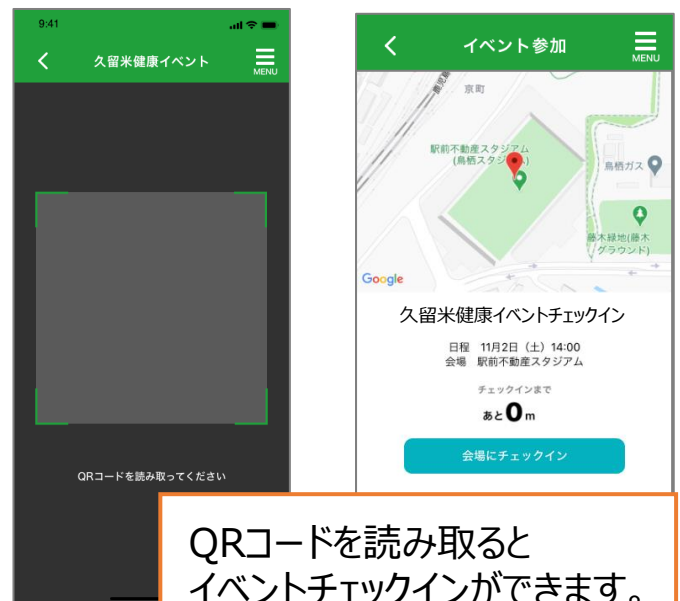 9:41
久留米健康イベント
MENU
QRコードを読み取ってください
イベント参加
MENU
京町
駅前不動産スタジアム
(鳥栖スタジ
鳥栖ガス
藤木緑地(藤木
グラウンド)
Google
久留米健康イベントチェックイン
日程 11月2日（土）14:00
会場 駅前不動産スタジアム
チェックインまで
あと0m
会場にチェックイン
QRコードを読み取ると
イベントチェックインができます。